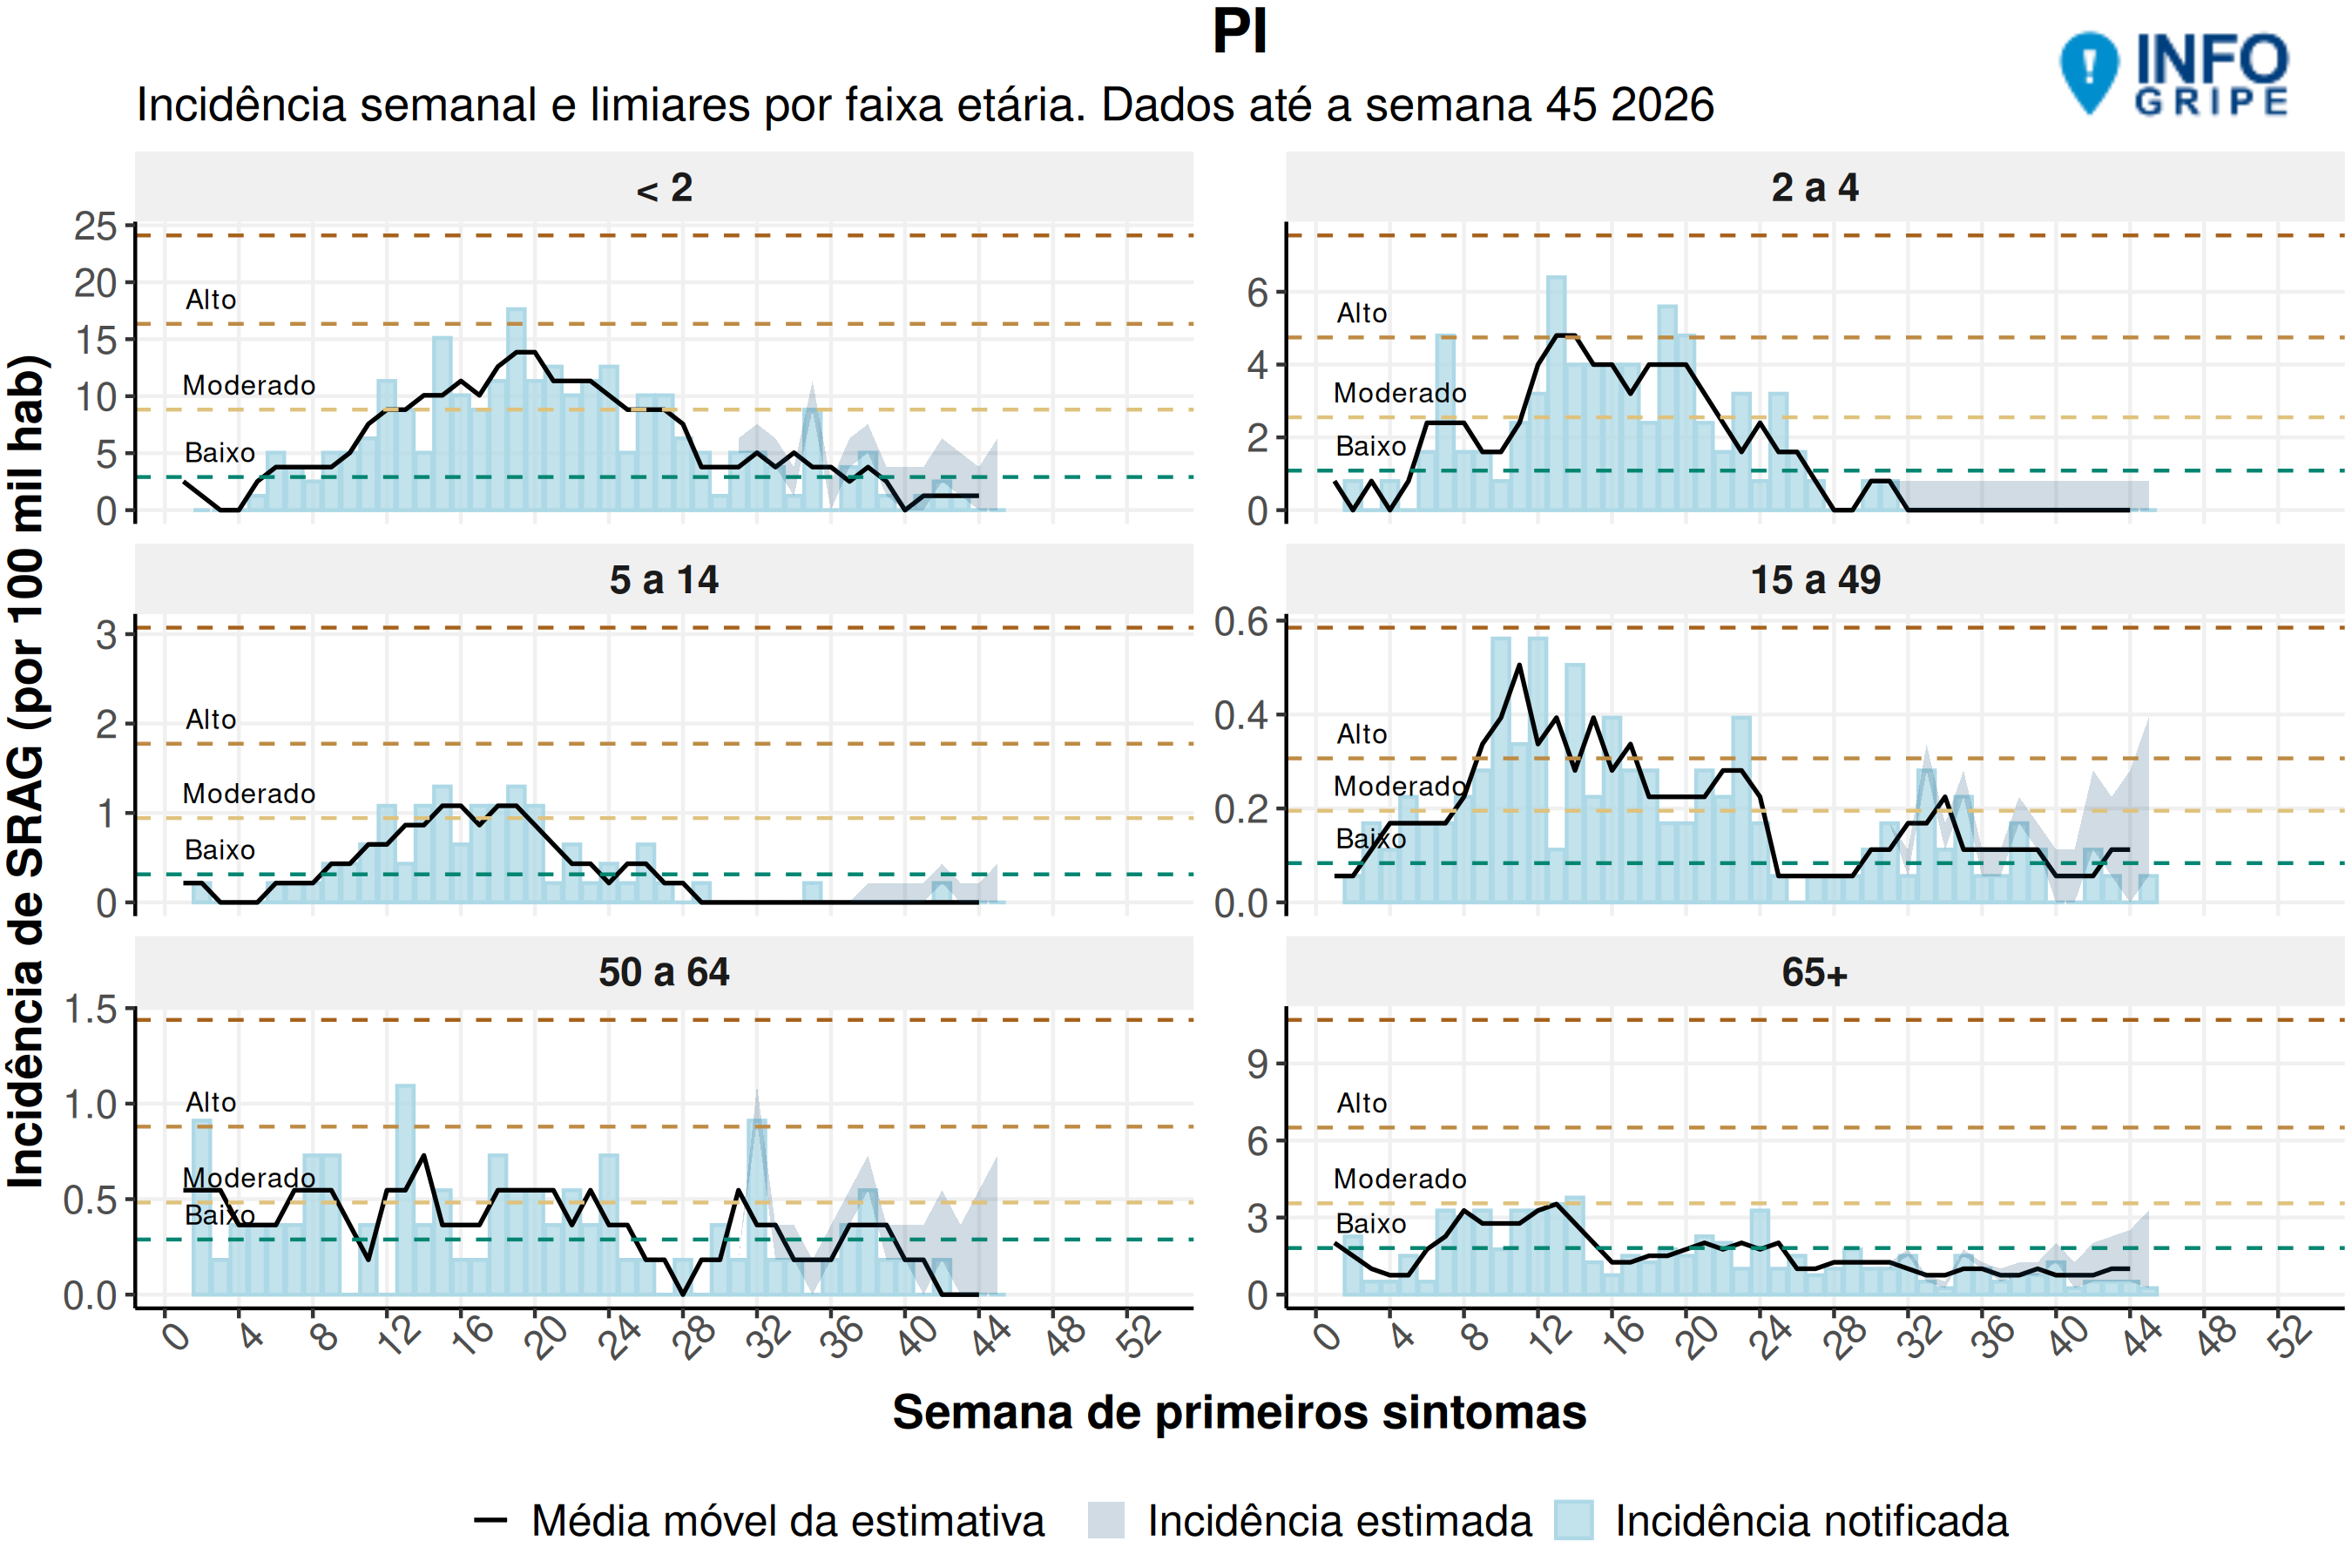 PI
INFO
GRIPE
Incidência semanal e limiares por faixa etária. Dados até a semana 45 2026
Incidência de SRAG (por 100 mil hab)
< 2
25
20
15
10
5
0
Alto
Moderado
Baixo
2 a 4
6
4
2
0
Alto
Moderado
Baixo
5 a 14
3
2
1
0
Alto
Moderado
Baixo
15 a 49
0.6
0.4
0.2
0.0
Alto
Moderado
Baixo
50 a 64
1.5
1.0
0.5
0.0
Alto
Moderado
Baixo
65+
9
6
3
0
Alto
Moderado
Baixo
0 4 8 12 16 20 24 28 32 36 40 44 48 52
0 4 8 12 16 20 24 28 32 36 40 44 48 52
Semana de primeiros sintomas
Média móvel da estimativa Incidência estimada Incidência notificada